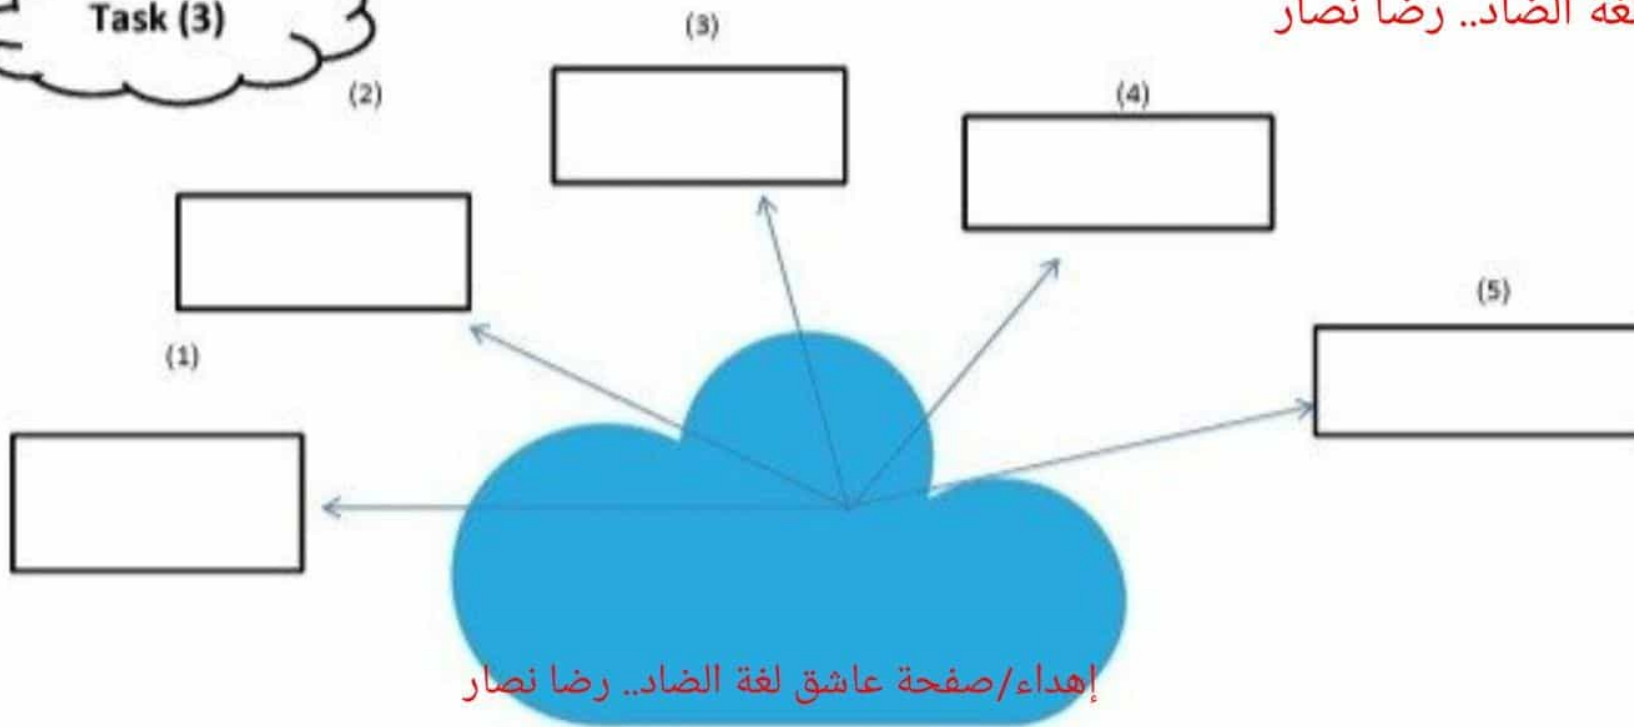 Task (3)
(3)
لغة الضاد.. رضا نصار
(2)
(4)
(5)
(1)
إهداء/صفحة عاشق لغة الضاد.. رضا نصار